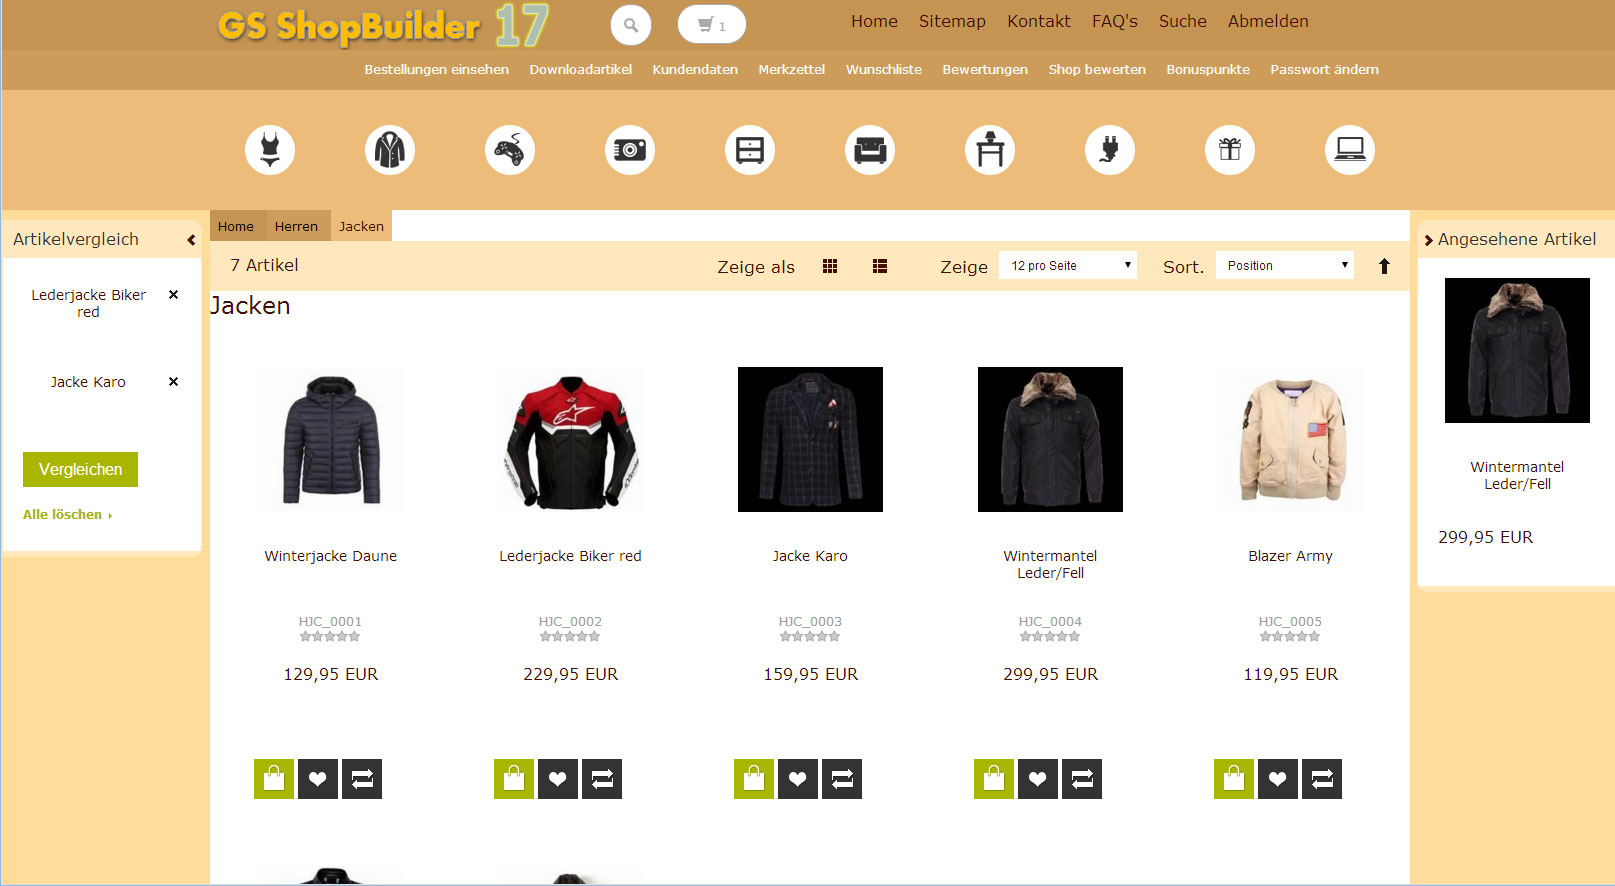 GS ShopBuilder 17
1
Home Sitemap Kontakt FAQ's Suche Abmelden
Bestellungen einsehen Downloadartikel Kundendaten Merkzettel Wunschliste Bewertungen Shop bewerten Bonuspunkte Passwort ändern
Home Herren Jacken
Artikelvergleich
Lederjacke Biker
red
Jacke Karo
Vergleichen
Alle löschen
7 Artikel Zeige als Zeige 12 pro Seite Sort. Position
Jacken
Winterjacke Daune
HJC_0001
129,95 EUR
Lederjacke Biker red
HJC_0002
229,95 EUR
Jacke Karo
HJC_0003
159,95 EUR
Wintermantel
Leder/Fell
HJC_0004
299,95 EUR
Blazer Army
HJC_0005
119,95 EUR
Angesehene Artikel
Wintermantel
Leder/Fell
299,95 EUR